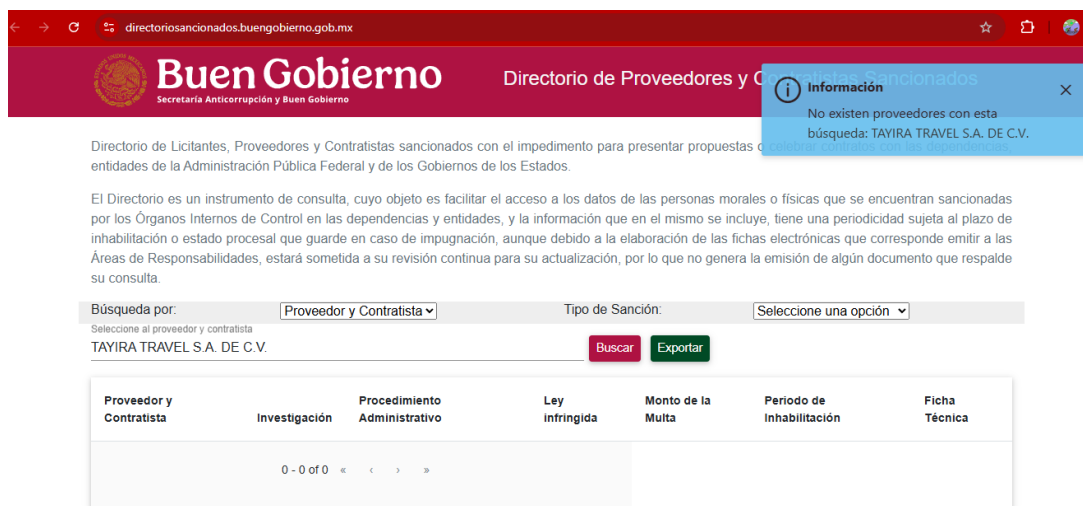 directoriosancionados.buengobierno.gob.mx
Buen Gobierno
Secretaría Anticorrupción y Buen Gobierno
Directorio de Proveedores y Contratistas Sancionados
Información
No existen proveedores con esta
búsqueda: TAYIRA TRAVEL S.A. DE C.V.
Directorio de Licitantes, Proveedores y Contratistas sancionados con el impedimento para presentar propuestas o celebrar contratos con las dependencias,
entidades de la Administración Pública Federal y de los Gobiernos de los Estados.
El Directorio es un instrumento de consulta, cuyo objeto es facilitar el acceso a los datos de las personas morales o físicas que se encuentran sancionadas
por los Órganos Internos de Control en las dependencias y entidades, y la información que en el mismo se incluye, tiene una periodicidad sujeta al plazo de
inhabilitación o estado procesal que guarde en caso de impugnación, aunque debido a la elaboración de las fichas electrónicas que corresponde emitir a las
Áreas de Responsabilidades, estará sometida a su revisión continua para su actualización, por lo que no genera la emisión de algún documento que respalde
su consulta.
Búsqueda por: Proveedor y Contratista Tipo de Sanción: Seleccione una opción
Seleccione al proveedor y contratista
TAYIRA TRAVEL S.A. DE C.V. Buscar Exportar
Proveedor y Contratista Investigación Procedimiento Administrativo Ley infringida Monto de la Multa Periodo de Inhabilitación Ficha Técnica
0 - 0 of 0 « ‹ › »